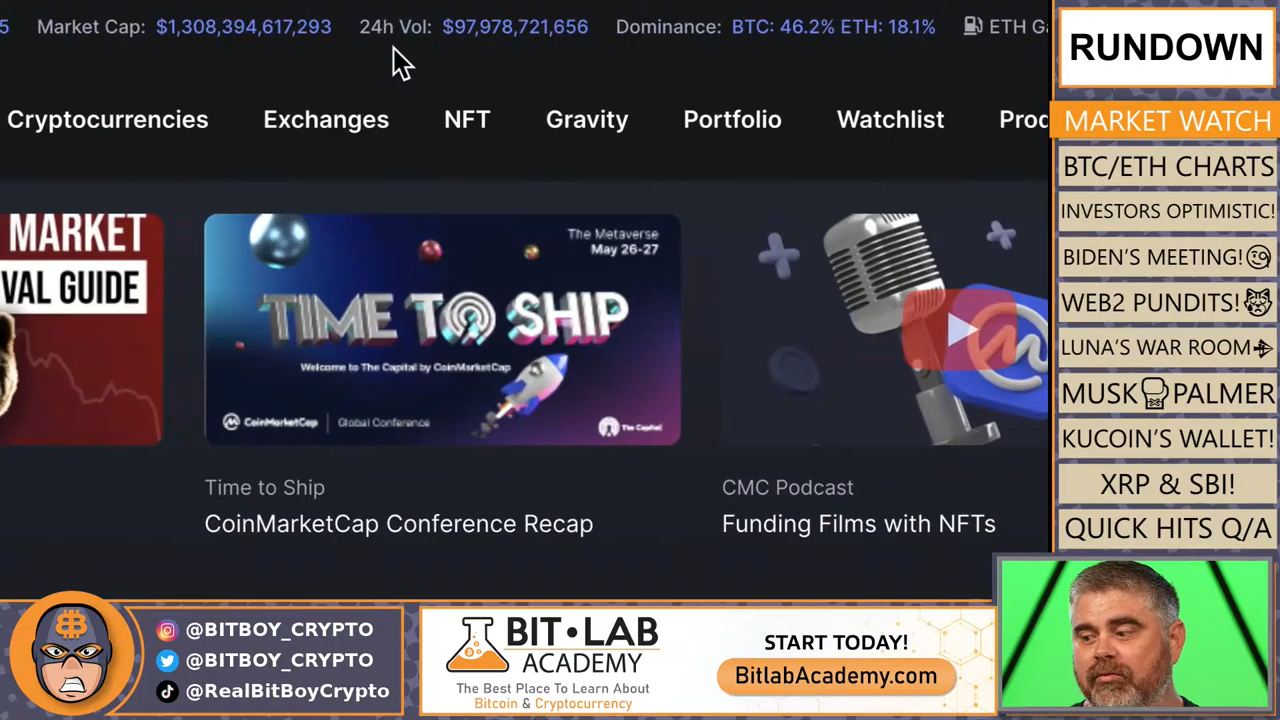 5 Market Cap: $1,308,394,617,293 24h Vol: $97,978,721,656 Dominance: BTC: 46.2% ETH: 18.1% ETH Ga
Cryptocurrencies Exchanges NFT Gravity Portfolio Watchlist Prod
MARKET
VAL GUIDE
The Metaverse
May 26-27
TIME TO SHIP
Welcome to The Capital by CoinMarketCap
CoinMarketCap Global Conference
The Capital
Time to Ship
CoinMarketCap Conference Recap
CMC Podcast
Funding Films with NFTs
RUNDOWN
MARKET WATCH
BTC/ETH CHARTS
INVESTORS OPTIMISTIC!
BIDEN'S MEETING!🧐
WEB2 PUNDITS!😿
LUNA'S WAR ROOM
MUSK PALMER
KUCOIN'S WALLET!
XRP & SBI!
QUICK HITS Q/A
@BITBOY_CRYPTO
@BITBOY_CRYPTO
@RealBitBoyCrypto
BIT•LAB
ACADEMY
The Best Place To Learn About
Bitcoin & Cryptocurrency
START TODAY!
BitlabAcademy.com